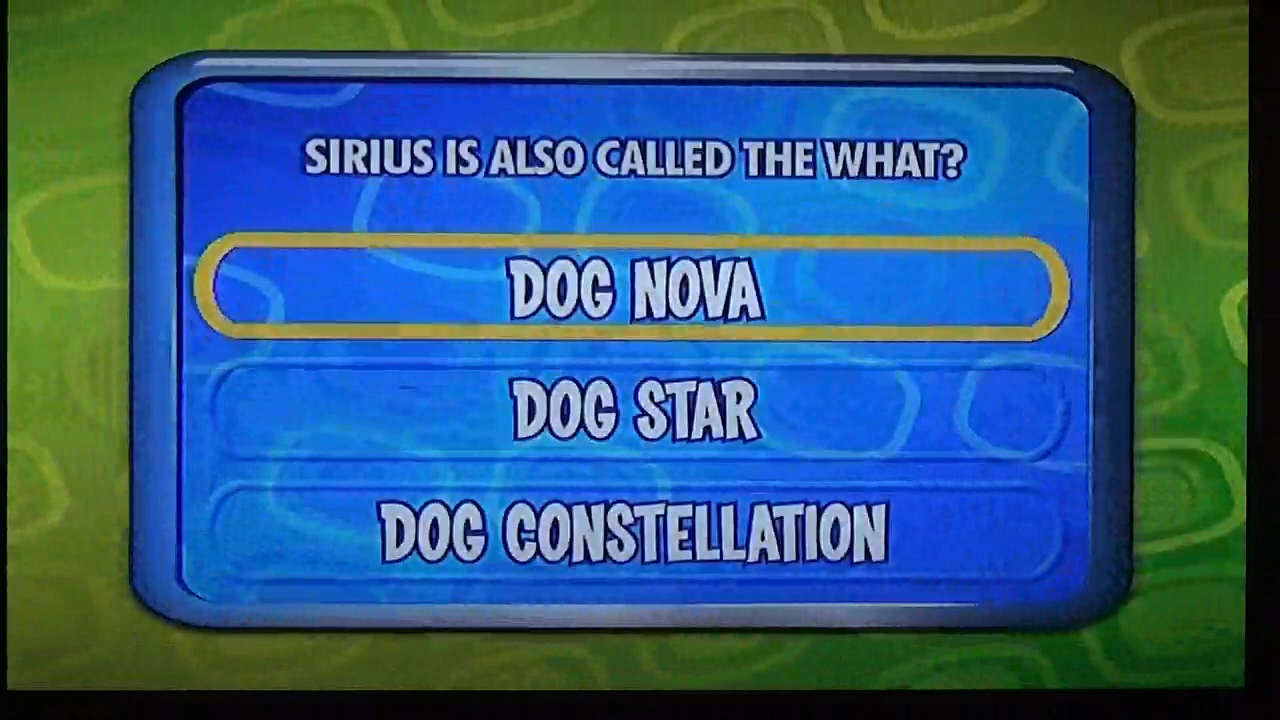 SIRIUS IS ALSO CALLED THE WHAT?
DOG NOVA
DOG STAR
DOG CONSTELLATION